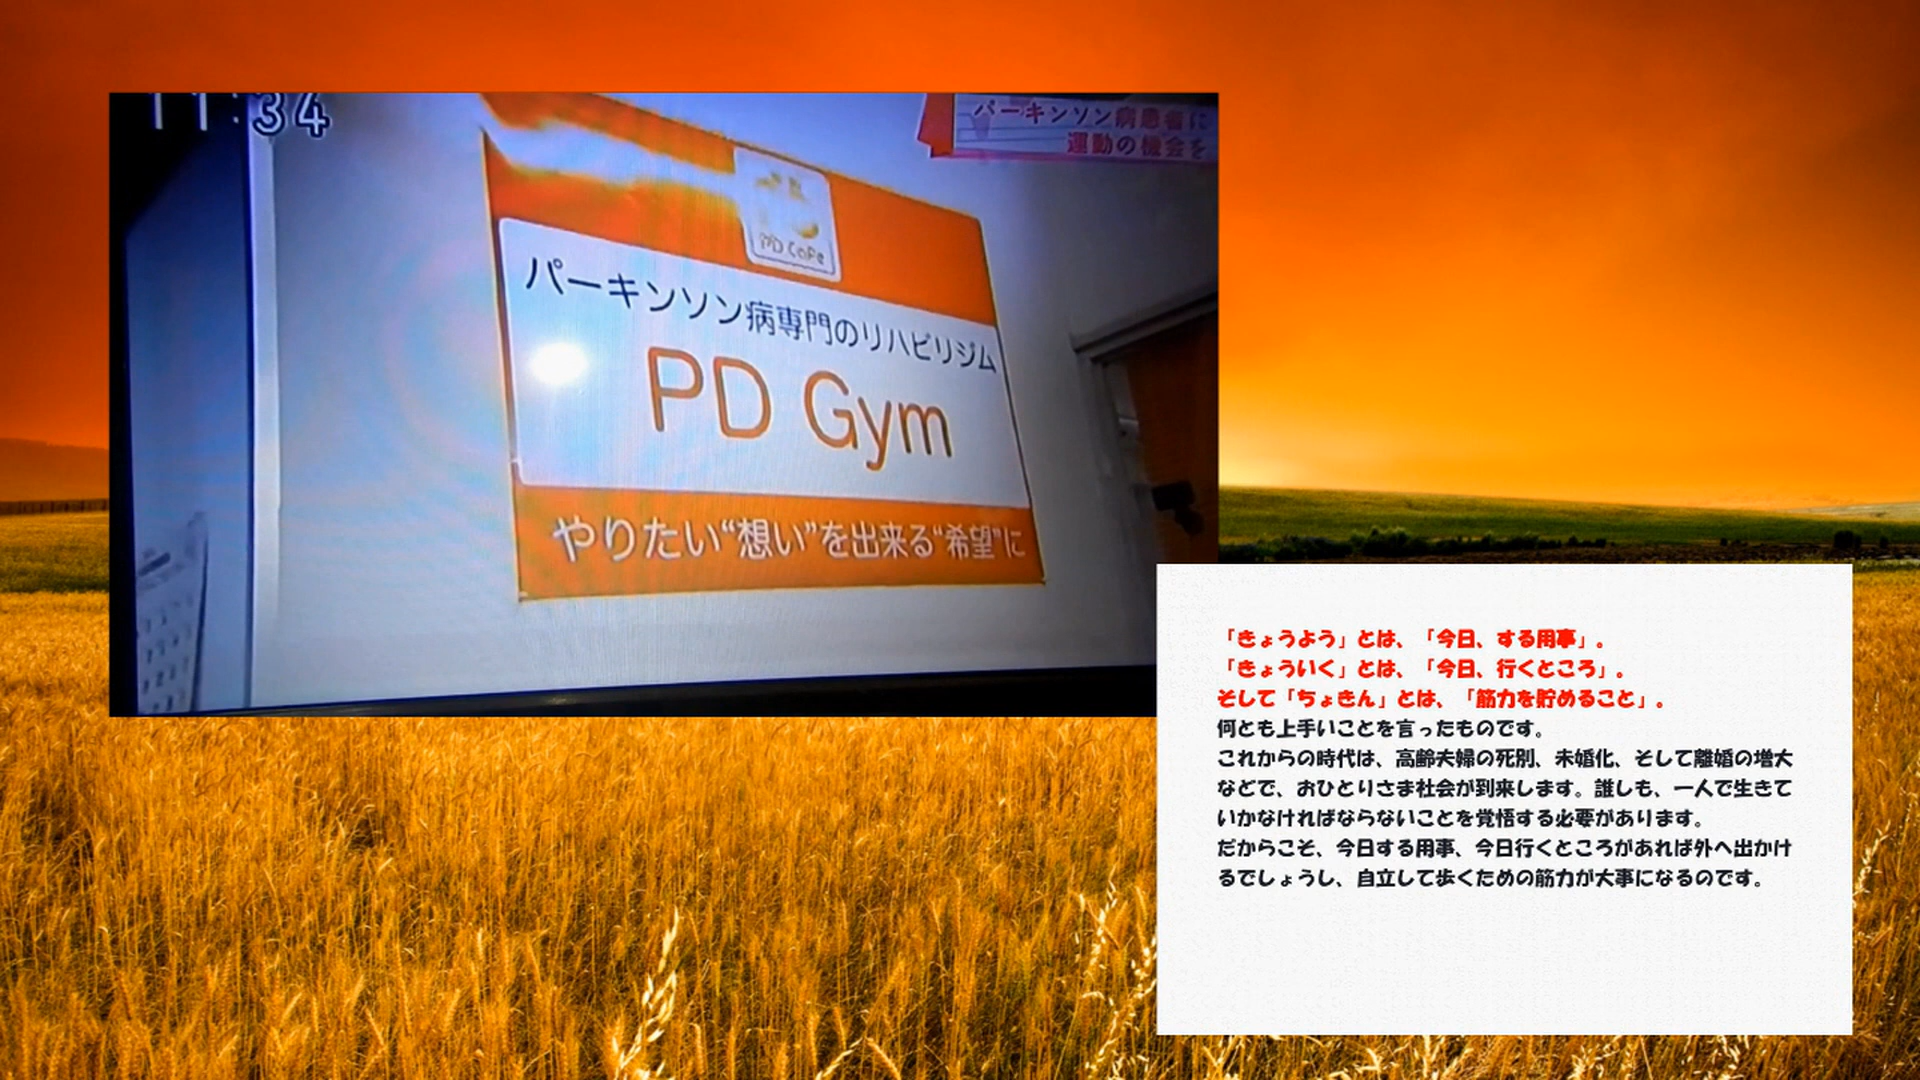 11:34
パーキンソン病患者に
運動の機会を
PD Cafe
パーキンソン病専門のリハビリジム
PD Gym
やりたい“想い”を出来る“希望”に
「きょうよう」とは、「今日、する用事」。
「きょういく」とは、「今日、行くところ」。
そして「ちょきん」とは、「筋力を貯めること」。
何とも上手いことを言ったものです。
これからの時代は、高齢夫婦の死別、未婚化、そして離婚の増大
などで、おひとりさま社会が到来します。誰しも、一人で生きて
いかなければならないことを覚悟する必要があります。
だからこそ、今日する用事、今日行くところがあれば外へ出かけ
るでしょうし、自立して歩くための筋力が大事になるのです。